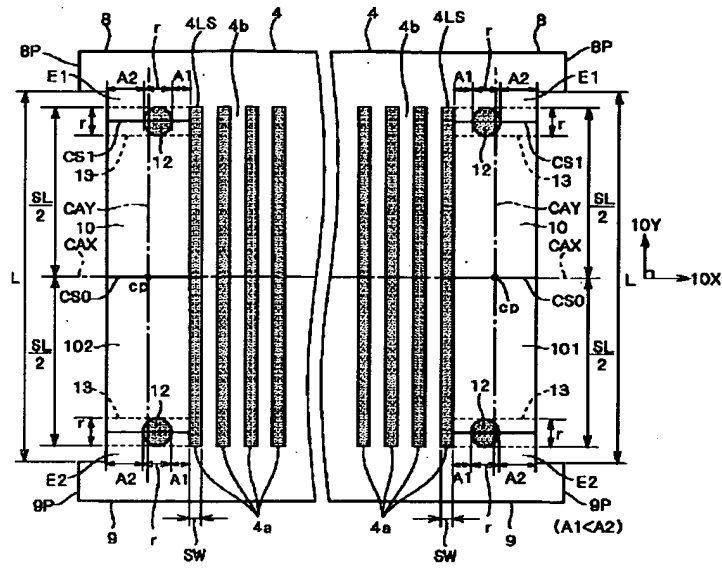 8 r 4 4LS 4b 4 4LS r 8
8P 8P
A2 A1 A1 A2
E1 E1
r r
12 12
CS1 CS1
13 13
SL/2 SL/2
CAY CAY
10 10
CAX CAX
10Y
L L
10X
CS0 cp cp CS0
102 101
SL/2 SL/2
13 12 12 13
r r
A2 A1 A1 A2
E2 E2
9P 9P
9 r 4a 4a r 9
(A1<A2)
SW SW